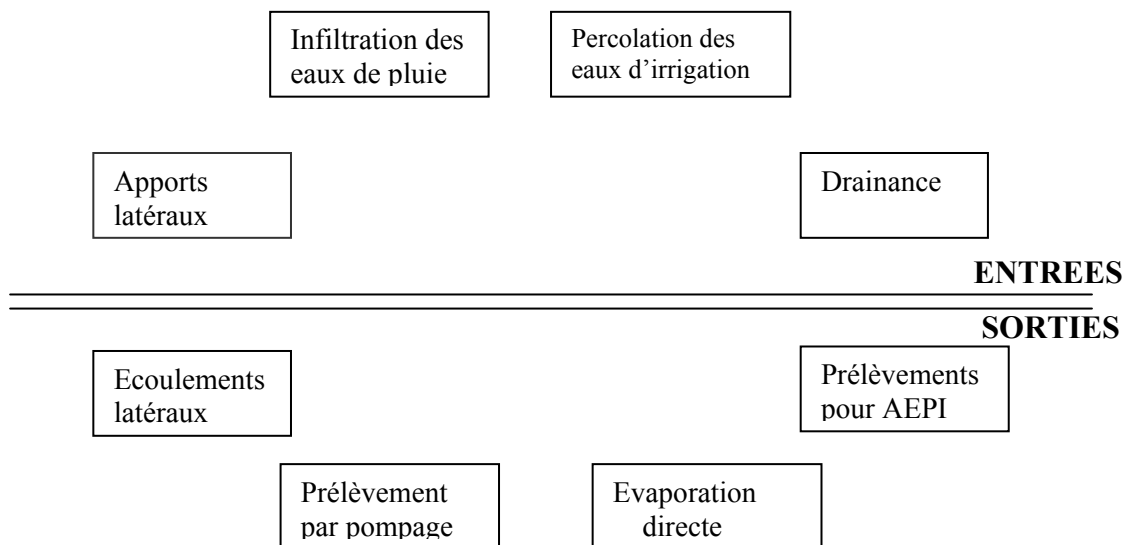 Infiltration des
eaux de pluie
Percolation des
eaux d’irrigation
Apports
latéraux
Drainance
ENTREES
SORTIES
Ecoulements
latéraux
Prélèvements
pour AEPI
Prélèvement
par pompage
Evaporation
directe